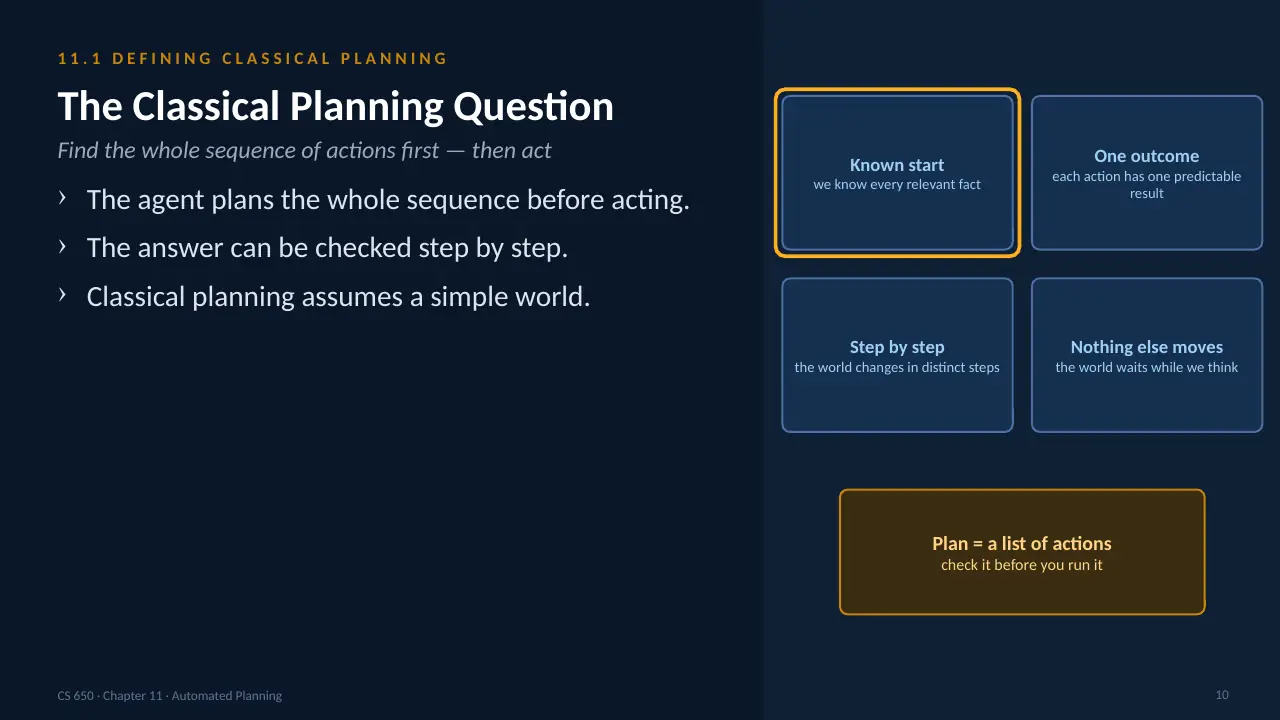 11.1 DEFINING CLASSICAL PLANNING
The Classical Planning Question
Find the whole sequence of actions first — then act
› The agent plans the whole sequence before acting.
› The answer can be checked step by step.
› Classical planning assumes a simple world.
Known start
we know every relevant fact
One outcome
each action has one predictable
result
Step by step
the world changes in distinct steps
Nothing else moves
the world waits while we think
Plan = a list of actions
check it before you run it
CS 650 · Chapter 11 · Automated Planning
10